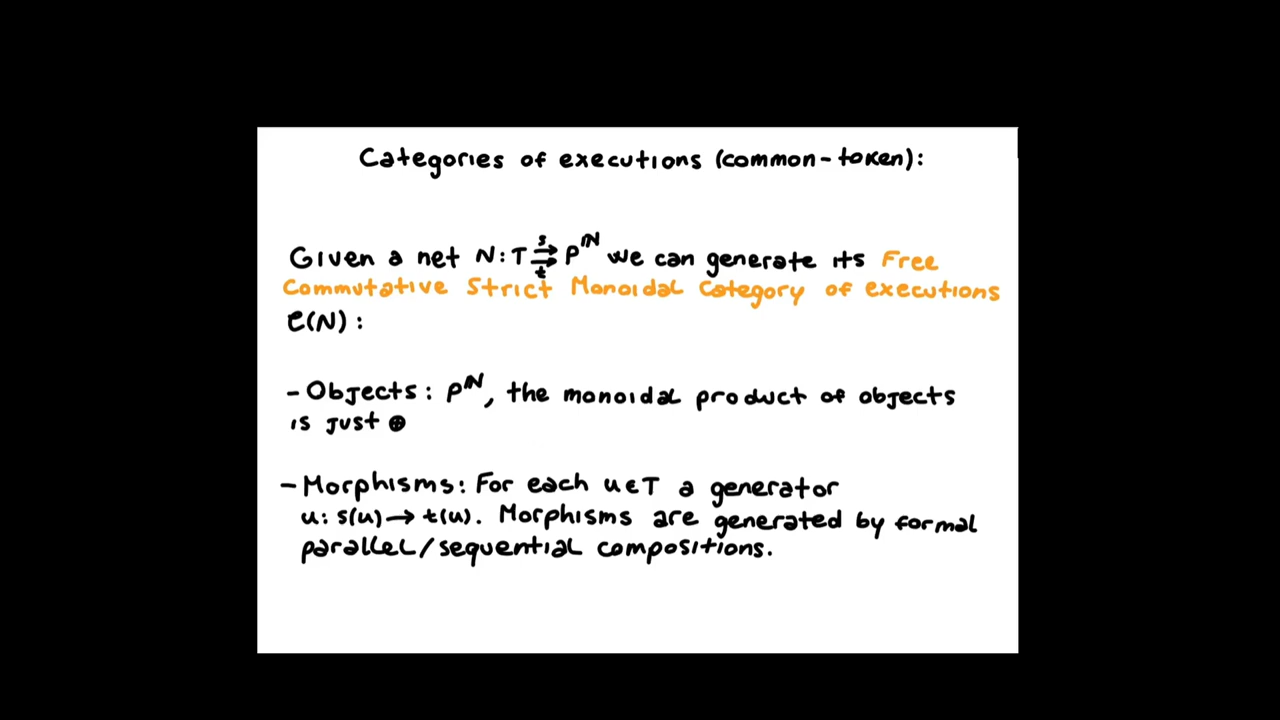 Categories of executions (common-token):
Given a net N: T ⇉ P^ℕ we can generate its Free
s
t
Commutative Strict Monoidal Category of executions
ℭ(N):
- Objects: P^ℕ, the monoidal product of objects
is just ⊕
- Morphisms: For each u∈T a generator
u: s(u) → t(u). Morphisms are generated by formal
parallel/sequential compositions.